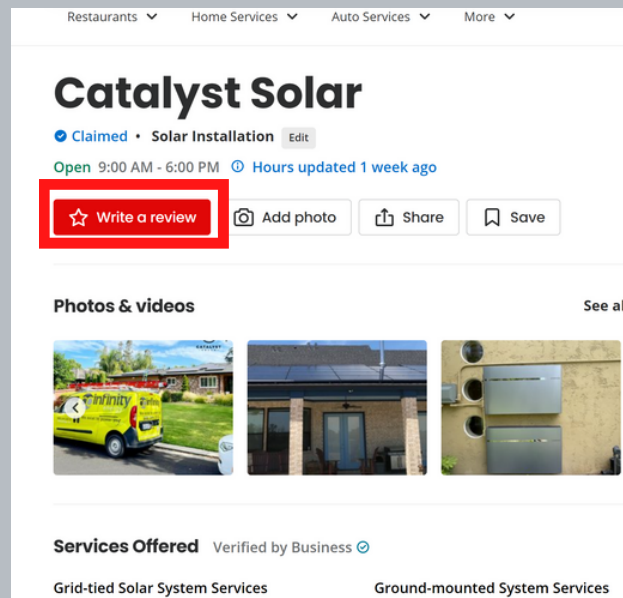 Restaurants Home Services Auto Services More
Catalyst Solar
Claimed • Solar Installation Edit
Open 9:00 AM - 6:00 PM Hours updated 1 week ago
Write a review Add photo Share Save
Photos & videos See al
CATALYST
infinity
Services Offered Verified by Business
Grid-tied Solar System Services Ground-mounted System Services